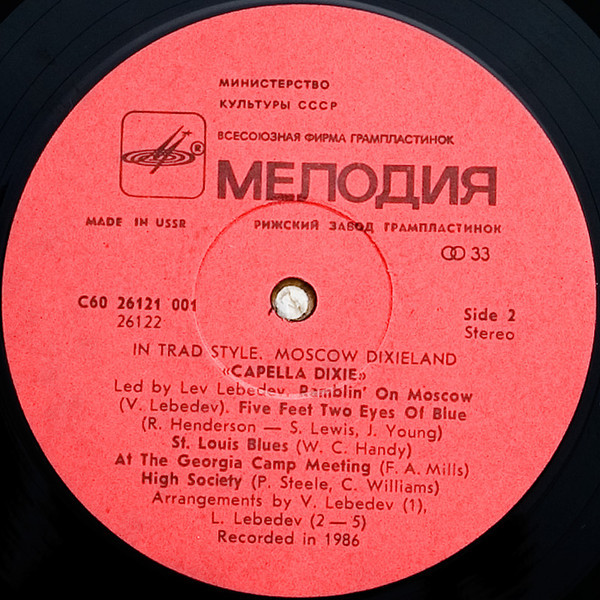 МИНИСТЕРСТВО
КУЛЬТУРЫ СССР
ВСЕСОЮЗНАЯ ФИРМА ГРАМПЛАСТИНОК
®
МЕЛОДИЯ
MADE IN USSR
РИЖСКИЙ ЗАВОД ГРАМПЛАСТИНОК
33
С60 26121 001
26122
Side 2
Stereo
IN TRAD STYLE. MOSCOW DIXIELAND
«CAPELLA DIXIE»
Led by Lev Lebedev. Ramblin' On Moscow
(V. Lebedev). Five Feet Two Eyes Of Blue
(R. Henderson — S. Lewis, J. Young)
St. Louis Blues (W. C. Handy)
At The Georgia Camp Meeting (F. A. Mills)
High Society (P. Steele, C. Williams)
Arrangements by V. Lebedev (1),
L. Lebedev (2—5)
Recorded in 1986